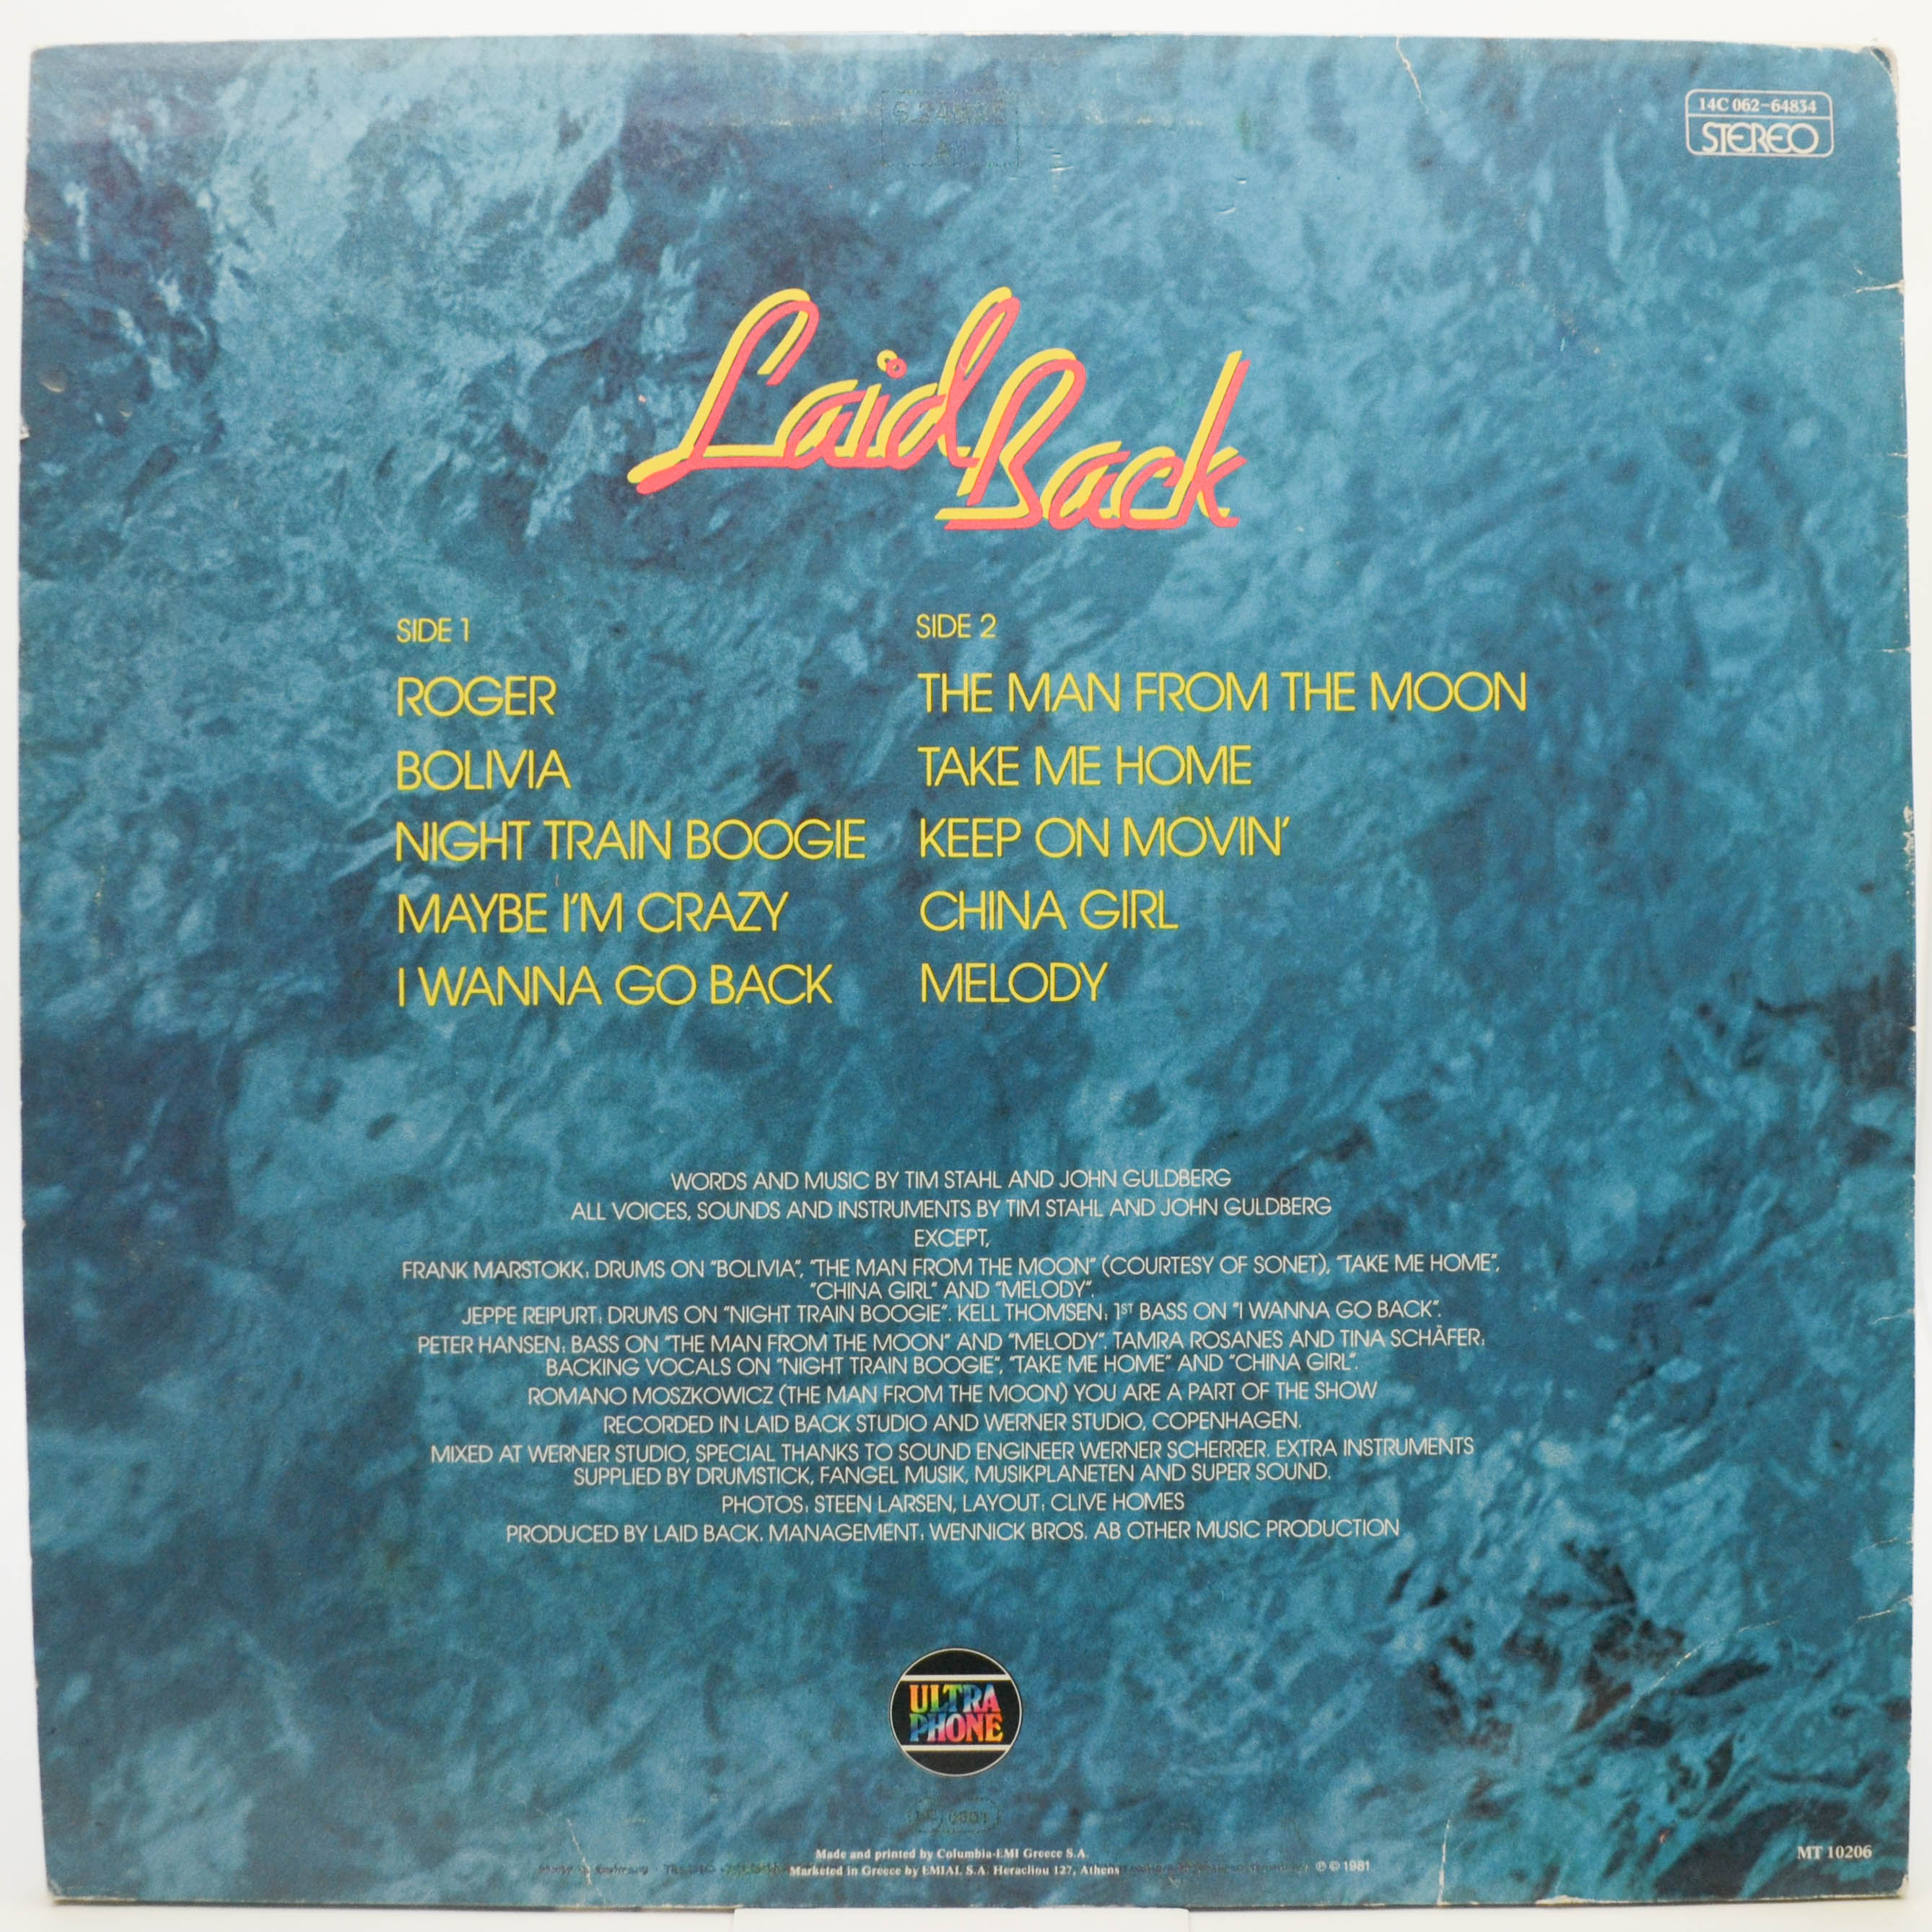 14C 062-64834
STEREO
Laid Back
SIDE 1
ROGER
BOLIVIA
NIGHT TRAIN BOOGIE
MAYBE I'M CRAZY
I WANNA GO BACK
SIDE 2
THE MAN FROM THE MOON
TAKE ME HOME
KEEP ON MOVIN'
CHINA GIRL
MELODY
WORDS AND MUSIC BY TIM STAHL AND JOHN GULDBERG
ALL VOICES, SOUNDS AND INSTRUMENTS BY TIM STAHL AND JOHN GULDBERG
EXCEPT,
FRANK MARSTOKK: DRUMS ON "BOLIVIA", "THE MAN FROM THE MOON" (COURTESY OF SONET), "TAKE ME HOME",
"CHINA GIRL" AND "MELODY".
JEPPE REIPURT: DRUMS ON "NIGHT TRAIN BOOGIE". KELL THOMSEN: 1ST BASS ON "I WANNA GO BACK".
PETER HANSEN: BASS ON "THE MAN FROM THE MOON" AND "MELODY". TAMRA ROSANES AND TINA SCHÄFER:
BACKING VOCALS ON "NIGHT TRAIN BOOGIE", "TAKE ME HOME" AND "CHINA GIRL".
ROMANO MOSZKOWICZ (THE MAN FROM THE MOON) YOU ARE A PART OF THE SHOW
RECORDED IN LAID BACK STUDIO AND WERNER STUDIO, COPENHAGEN.
MIXED AT WERNER STUDIO, SPECIAL THANKS TO SOUND ENGINEER WERNER SCHERRER. EXTRA INSTRUMENTS
SUPPLIED BY DRUMSTICK, FANGEL MUSIK, MUSIKPLANETEN AND SUPER SOUND.
PHOTOS: STEEN LARSEN, LAYOUT: CLIVE HOMES
PRODUCED BY LAID BACK. MANAGEMENT: WENNICK BROS. AB OTHER MUSIC PRODUCTION
ULTRA
PHONE
Made and printed by Columbia-EMI Greece S.A.
Marketed in Greece by EMIAL S.A. Heracliou 127, Athens
℗ © 1981
MT 10206